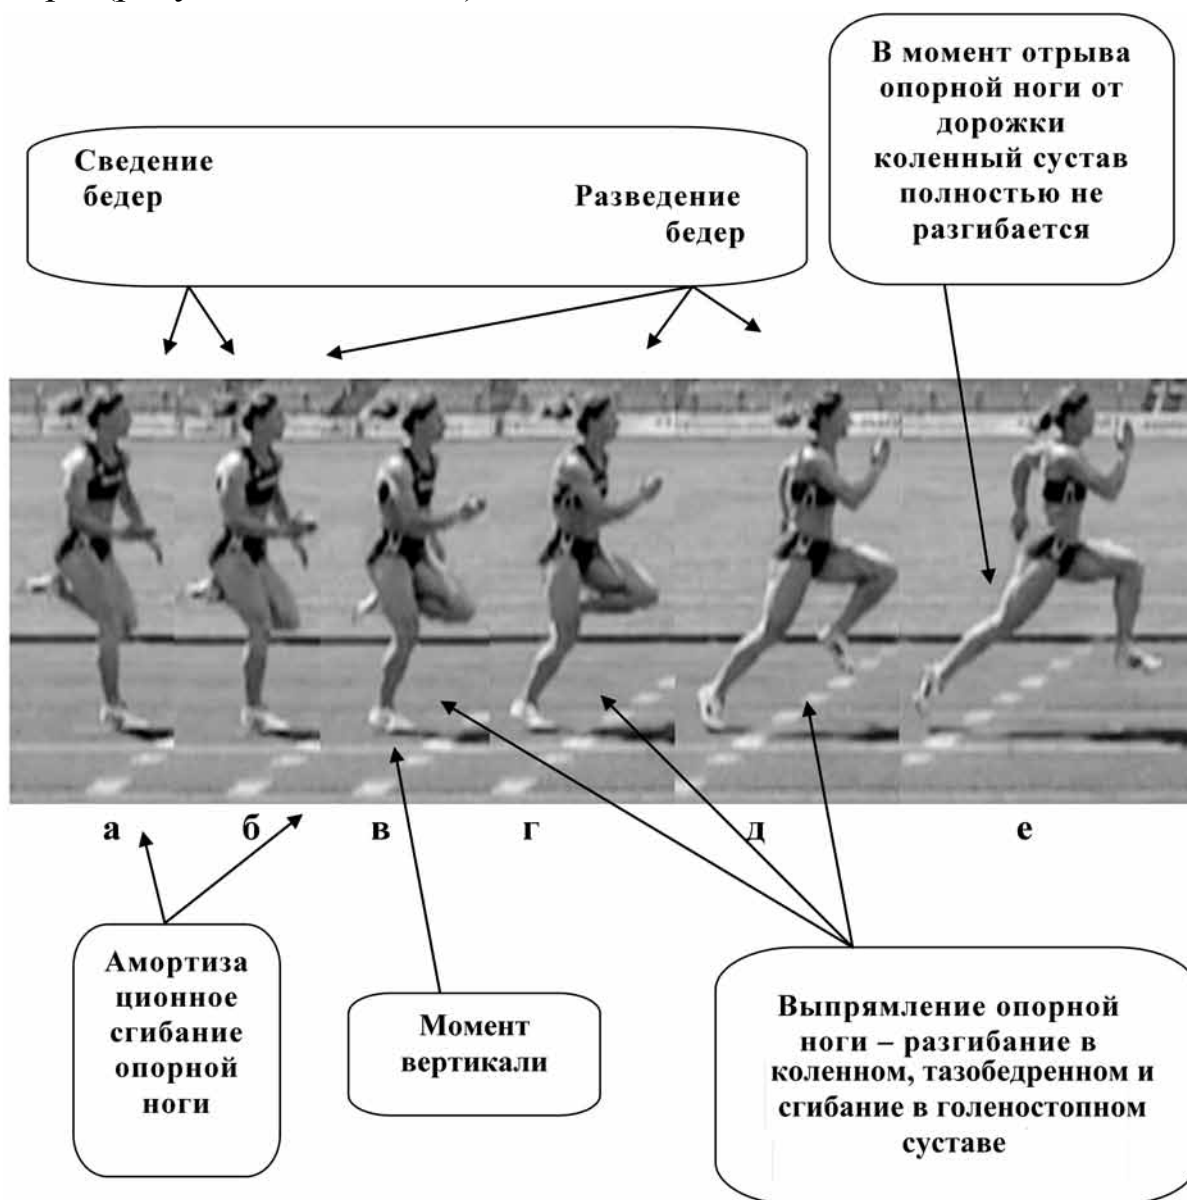 В момент отрыва
опорной ноги от
дорожки
коленный сустав
полностью не
разгибается
Сведение
бедер
Разведение
бедер
а б в г д е
Амортиза
ционное
сгибание
опорной
ноги
Момент
вертикали
Выпрямление опорной
ноги – разгибание в
коленном, тазобедренном и
сгибание в голеностопном
суставе